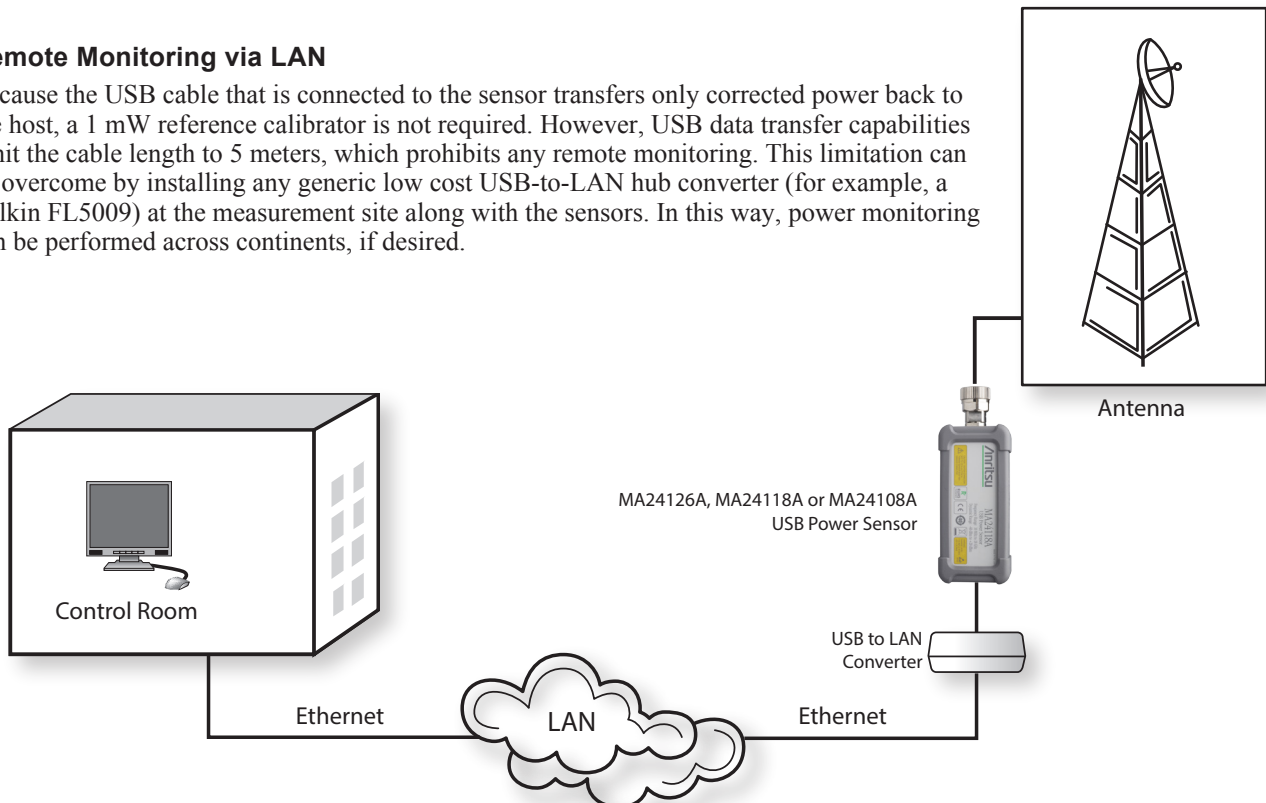 emote Monitoring via LAN
cause the USB cable that is connected to the sensor transfers only corrected power back to
e host, a 1 mW reference calibrator is not required. However, USB data transfer capabilities
it the cable length to 5 meters, which prohibits any remote monitoring. This limitation can
overcome by installing any generic low cost USB-to-LAN hub converter (for example, a
lkin FL5009) at the measurement site along with the sensors. In this way, power monitoring
n be performed across continents, if desired.
Antenna
MA24126A, MA24118A or MA24108A
USB Power Sensor
Anritsu
MA24118A
Control Room
USB to LAN
Converter
Ethernet
LAN
Ethernet